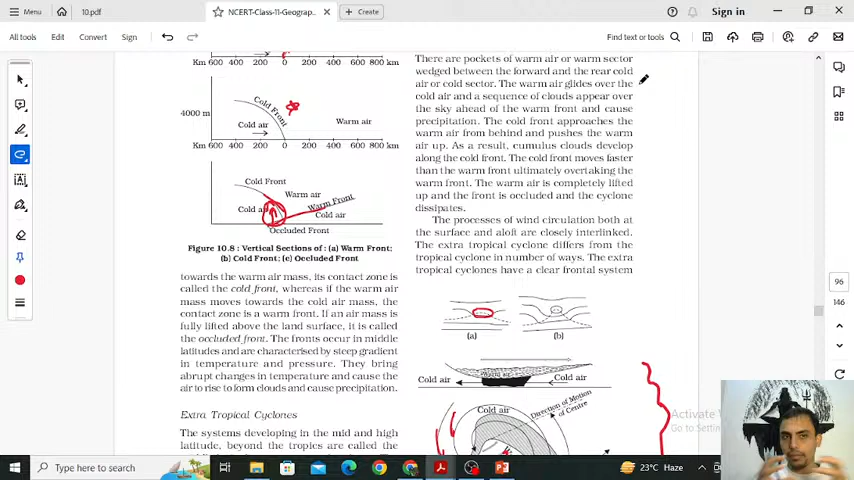 Menu
10.pdf
NCERT-Class-11-Geograp...
Create
Sign in
All tools
Edit
Convert
Sign
Find text or tools
Km 600 400 200 0 200 400 600 800 km
4000 m
Cold Front
Cold air
Warm air
Km 600 400 200 0 200 400 600 800 km
Cold Front
Warm air
Warm Front
Cold air
Cold air
Occluded Front
Figure 10.8 : Vertical Sections of : (a) Warm Front;
(b) Cold Front; (c) Occluded Front
towards the warm air mass, its contact zone is
called the cold front, whereas if the warm air
mass moves towards the cold air mass, the
contact zone is a warm front. If an air mass is
fully lifted above the land surface, it is called
the occluded front. The fronts occur in middle
latitudes and are characterised by steep gradient
in temperature and pressure. They bring
abrupt changes in temperature and cause the
air to rise to form clouds and cause precipitation.
Extra Tropical Cyclones
The systems developing in the mid and high
latitude, beyond the tropics are called the
There are pockets of warm air or warm sector
wedged between the forward and the rear cold
air or cold sector. The warm air glides over the
cold air and a sequence of clouds appear over
the sky ahead of the warm front and cause
precipitation. The cold front approaches the
warm air from behind and pushes the warm
air up. As a result, cumulus clouds develop
along the cold front. The cold front moves faster
than the warm front ultimately overtaking the
warm front. The warm air is completely lifted
up and the front is occluded and the cyclone
dissipates.
The processes of wind circulation both at
the surface and aloft are closely interlinked.
The extra tropical cyclone differs from the
tropical cyclone in number of ways. The extra
tropical cyclones have a clear frontal system
(a)
(b)
Cold air
Cold air
Cold air
Direction of Motion
of Centre
96
146
Activate
Go to Setting
Type here to search
23°C Haze